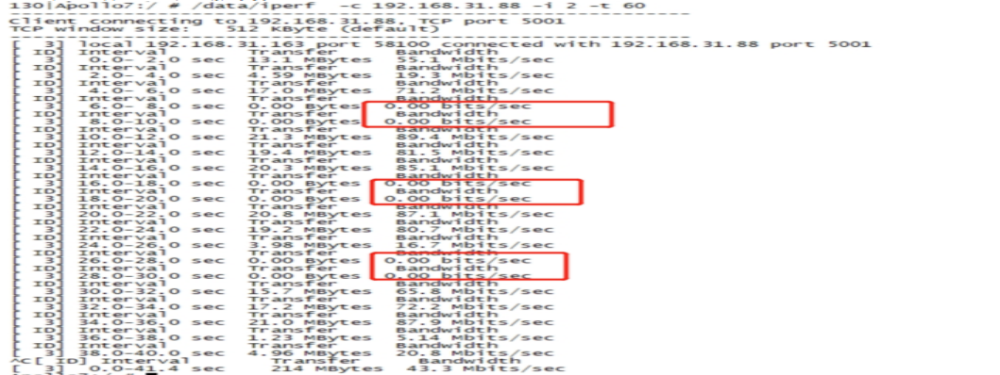 130|Apollo7:/ # /data/iperf -c 192.168.31.88 -i 2 -t 60
------------------------------------------------------------
Client connecting to 192.168.31.88, TCP port 5001
TCP window size: 512 KByte (default)
------------------------------------------------------------
[ 3] local 192.168.31.163 port 58100 connected with 192.168.31.88 port 5001
[ ID] Interval Transfer Bandwidth
[ 3] 0.0- 2.0 sec 13.1 MBytes 55.1 Mbits/sec
[ ID] Interval Transfer Bandwidth
[ 3] 2.0- 4.0 sec 4.59 MBytes 19.3 Mbits/sec
[ ID] Interval Transfer Bandwidth
[ 3] 4.0- 6.0 sec 17.0 MBytes 71.2 Mbits/sec
[ ID] Interval Transfer Bandwidth
[ 3] 6.0- 8.0 sec 0.00 Bytes 0.00 bits/sec
[ ID] Interval Transfer Bandwidth
[ 3] 8.0-10.0 sec 0.00 Bytes 0.00 bits/sec
[ ID] Interval Transfer Bandwidth
[ 3] 10.0-12.0 sec 21.3 MBytes 89.4 Mbits/sec
[ ID] Interval Transfer Bandwidth
[ 3] 12.0-14.0 sec 19.4 MBytes 81.5 Mbits/sec
[ ID] Interval Transfer Bandwidth
[ 3] 14.0-16.0 sec 20.3 MBytes 85.1 Mbits/sec
[ ID] Interval Transfer Bandwidth
[ 3] 16.0-18.0 sec 0.00 Bytes 0.00 bits/sec
[ ID] Interval Transfer Bandwidth
[ 3] 18.0-20.0 sec 0.00 Bytes 0.00 bits/sec
[ ID] Interval Transfer Bandwidth
[ 3] 20.0-22.0 sec 20.8 MBytes 87.1 Mbits/sec
[ ID] Interval Transfer Bandwidth
[ 3] 22.0-24.0 sec 19.2 MBytes 80.7 Mbits/sec
[ ID] Interval Transfer Bandwidth
[ 3] 24.0-26.0 sec 3.98 MBytes 16.7 Mbits/sec
[ ID] Interval Transfer Bandwidth
[ 3] 26.0-28.0 sec 0.00 Bytes 0.00 bits/sec
[ ID] Interval Transfer Bandwidth
[ 3] 28.0-30.0 sec 0.00 Bytes 0.00 bits/sec
[ ID] Interval Transfer Bandwidth
[ 3] 30.0-32.0 sec 15.7 MBytes 65.8 Mbits/sec
[ ID] Interval Transfer Bandwidth
[ 3] 32.0-34.0 sec 17.2 MBytes 72.2 Mbits/sec
[ ID] Interval Transfer Bandwidth
[ 3] 34.0-36.0 sec 21.0 MBytes 87.9 Mbits/sec
[ ID] Interval Transfer Bandwidth
[ 3] 36.0-38.0 sec 1.23 MBytes 5.14 Mbits/sec
[ ID] Interval Transfer Bandwidth
[ 3] 38.0-40.0 sec 4.96 MBytes 20.8 Mbits/sec
^C[ ID] Interval Transfer Bandwidth
[ 3] 0.0-41.4 sec 214 MBytes 43.3 Mbits/sec